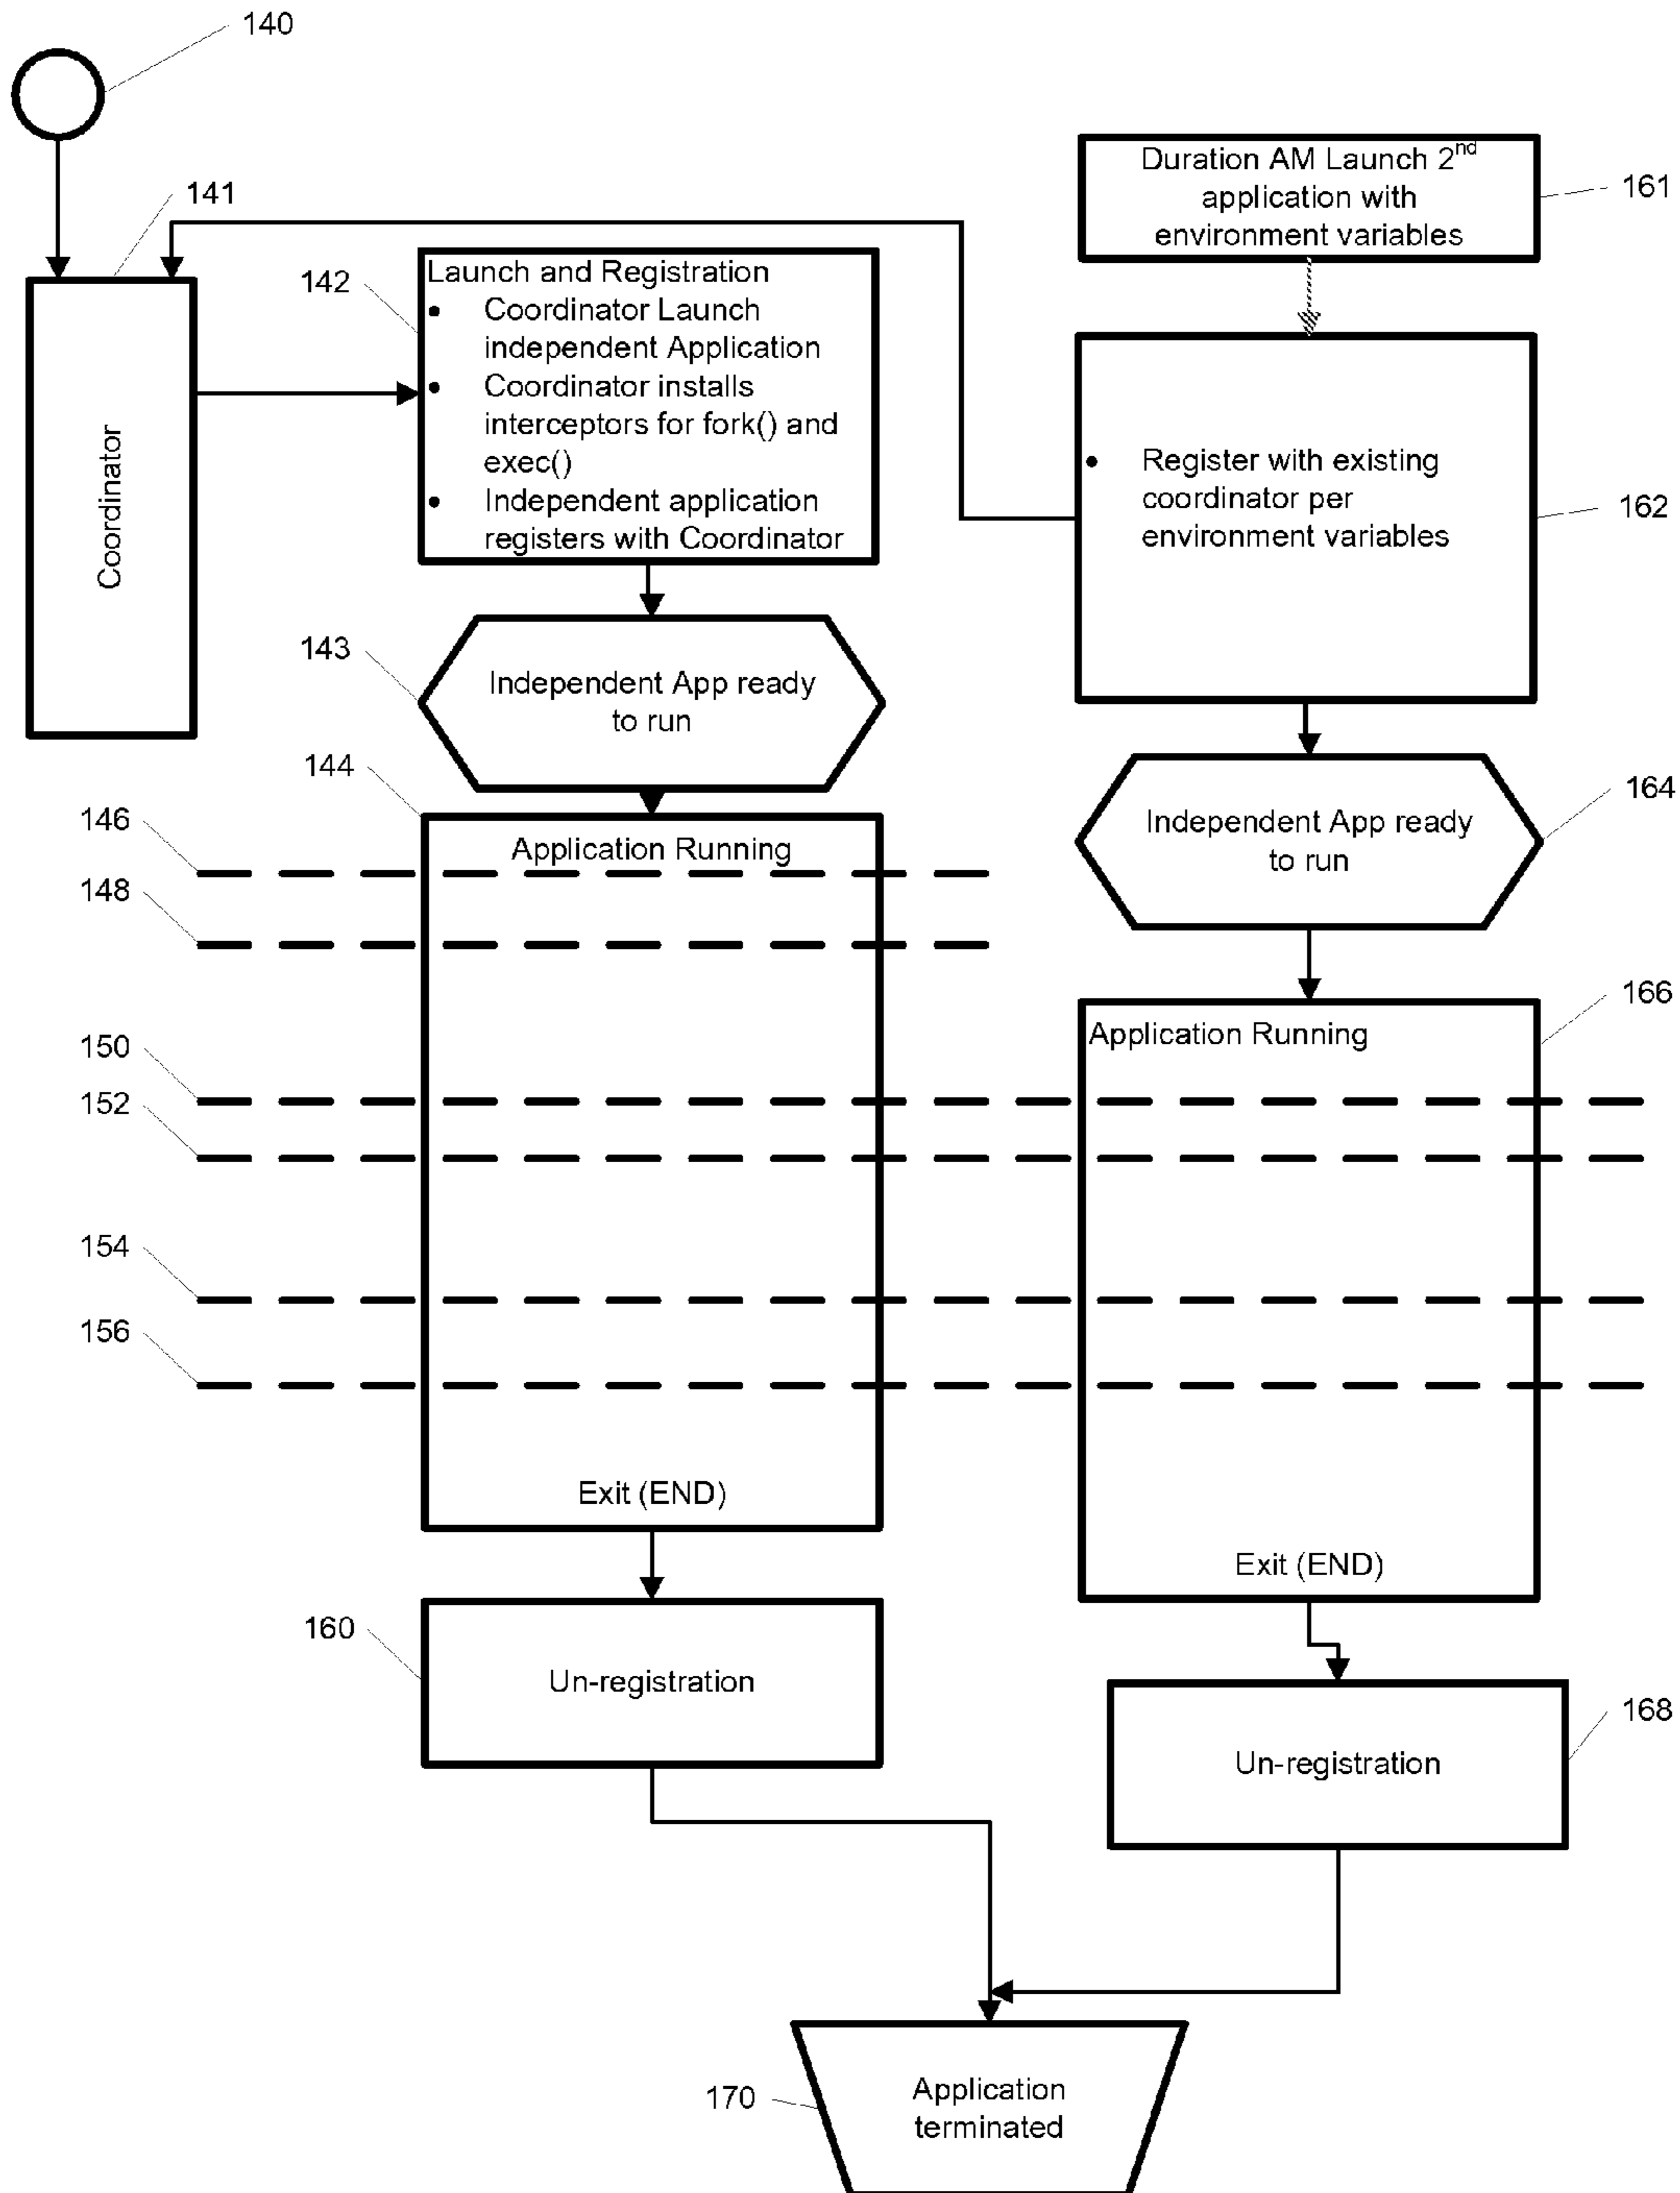 140
141
Coordinator
142
Launch and Registration
• Coordinator Launch
independent Application
• Coordinator installs
interceptors for fork() and
exec()
• Independent application
registers with Coordinator
143
Independent App ready
to run
144
Application Running
146
148
150
152
154
156
Exit (END)
160
Un-registration
Duration AM Launch 2nd
application with
environment variables
161
• Register with existing
coordinator per
environment variables
162
Independent App ready
to run
164
Application Running
166
Exit (END)
Un-registration
168
170
Application
terminated